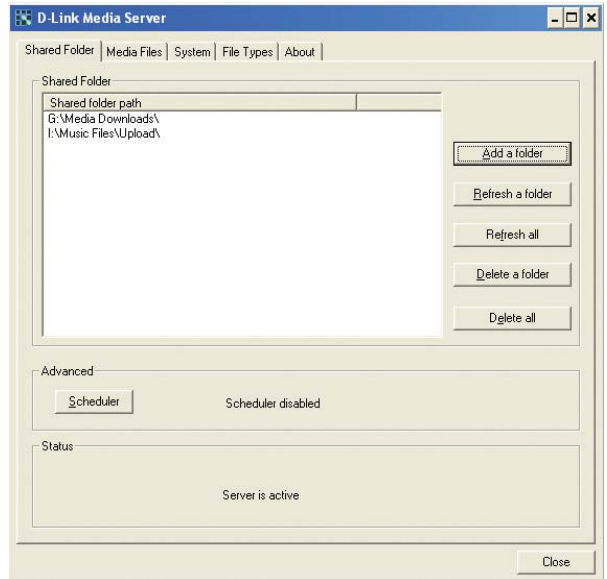 D-Link Media Server
Shared Folder Media Files System File Types About
Shared Folder
Shared folder path
G:\Media Downloads\
I:\Music Files\Upload\
Add a folder
Refresh a folder
Refresh all
Delete a folder
Delete all
Advanced
Scheduler Scheduler disabled
Status
Server is active
Close